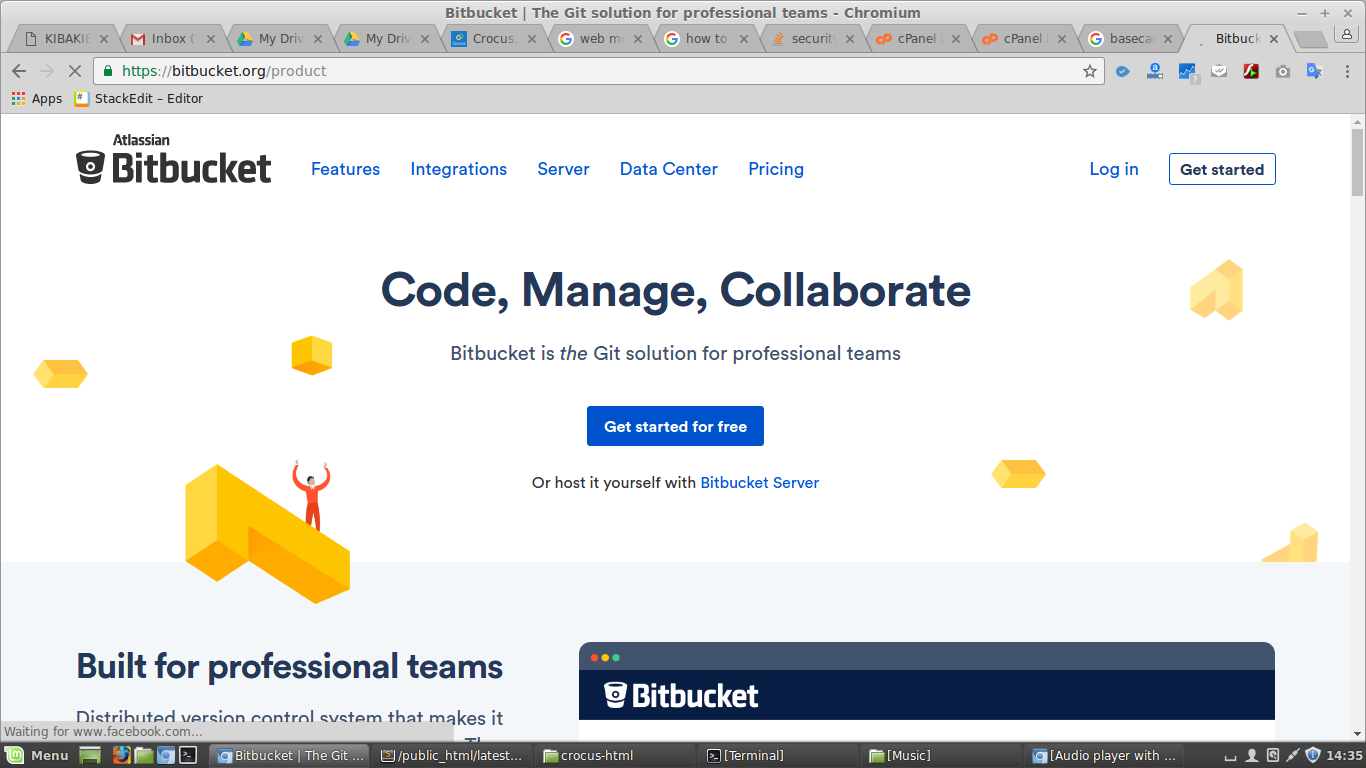 Bitbucket | The Git solution for professional teams - Chromium
KIBAKIE
Inbox (
My Driv
My Driv
Crocus.
web me
how to
security
cPanel
cPanel
baseca
Bitbuck
https://bitbucket.org/product
Apps
StackEdit – Editor
Atlassian
Bitbucket
Features
Integrations
Server
Data Center
Pricing
Log in
Get started
Code, Manage, Collaborate
Bitbucket is the Git solution for professional teams
Get started for free
Or host it yourself with Bitbucket Server
Built for professional teams
Bitbucket
Distributed version control system that makes it
Waiting for www.facebook.com...
Menu
Bitbucket | The Git ...
/public_html/latest...
crocus-html
[Terminal]
[Music]
[Audio player with ...
14:35